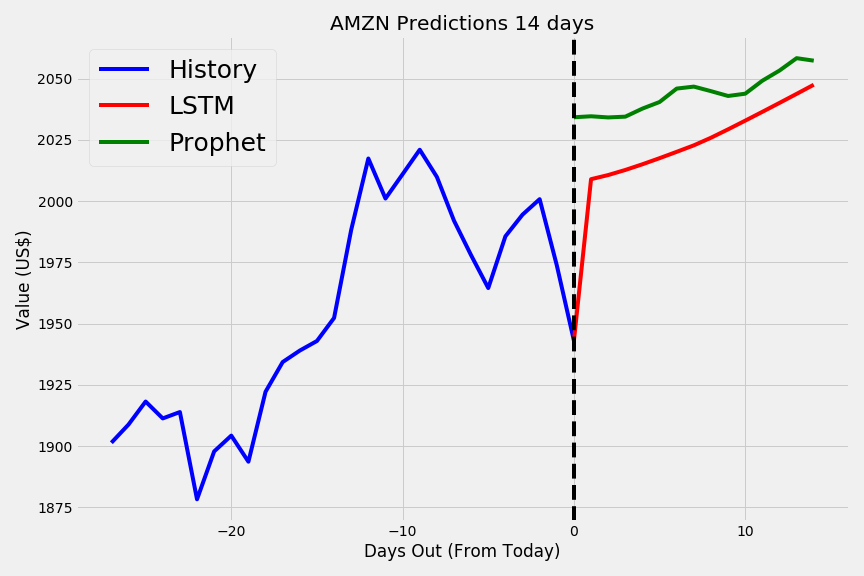 AMZN Predictions 14 days
History
LSTM
Prophet
2050
2025
2000
1975
1950
1925
1900
1875
Value (US$)
−20
−10
0
10
Days Out (From Today)